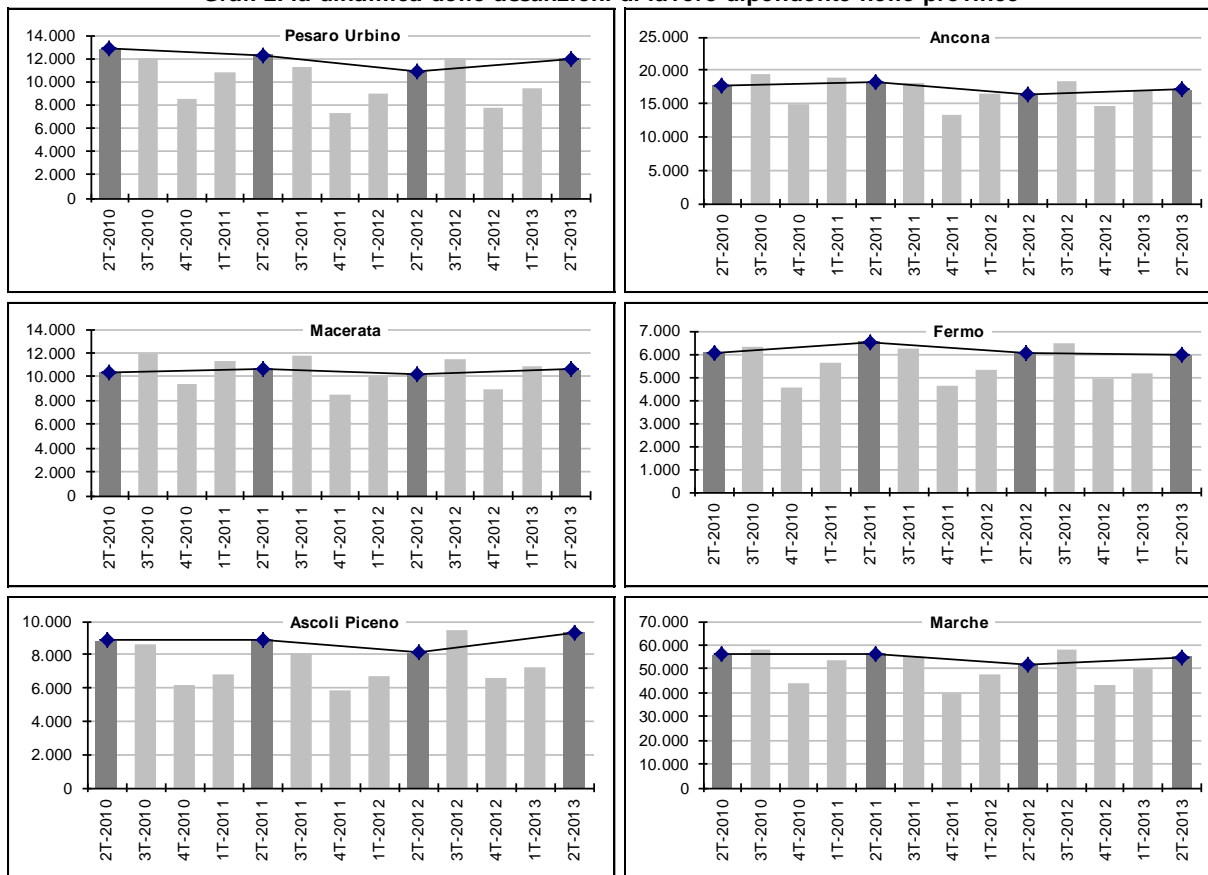 la dinamica delle assunzioni di lavoro dipendente nelle province
Pesaro Urbino
14.000
12.000
10.000
8.000
6.000
4.000
2.000
0
2T-2010
3T-2010
4T-2010
1T-2011
2T-2011
3T-2011
4T-2011
1T-2012
2T-2012
3T-2012
4T-2012
1T-2013
2T-2013
Ancona
25.000
20.000
15.000
10.000
5.000
0
2T-2010
3T-2010
4T-2010
1T-2011
2T-2011
3T-2011
4T-2011
1T-2012
2T-2012
3T-2012
4T-2012
1T-2013
2T-2013
Macerata
14.000
12.000
10.000
8.000
6.000
4.000
2.000
0
2T-2010
3T-2010
4T-2010
1T-2011
2T-2011
3T-2011
4T-2011
1T-2012
2T-2012
3T-2012
4T-2012
1T-2013
2T-2013
Fermo
7.000
6.000
5.000
4.000
3.000
2.000
1.000
0
2T-2010
3T-2010
4T-2010
1T-2011
2T-2011
3T-2011
4T-2011
1T-2012
2T-2012
3T-2012
4T-2012
1T-2013
2T-2013
Ascoli Piceno
10.000
8.000
6.000
4.000
2.000
0
2T-2010
3T-2010
4T-2010
1T-2011
2T-2011
3T-2011
4T-2011
1T-2012
2T-2012
3T-2012
4T-2012
1T-2013
2T-2013
Marche
70.000
60.000
50.000
40.000
30.000
20.000
10.000
0
2T-2010
3T-2010
4T-2010
1T-2011
2T-2011
3T-2011
4T-2011
1T-2012
2T-2012
3T-2012
4T-2012
1T-2013
2T-2013